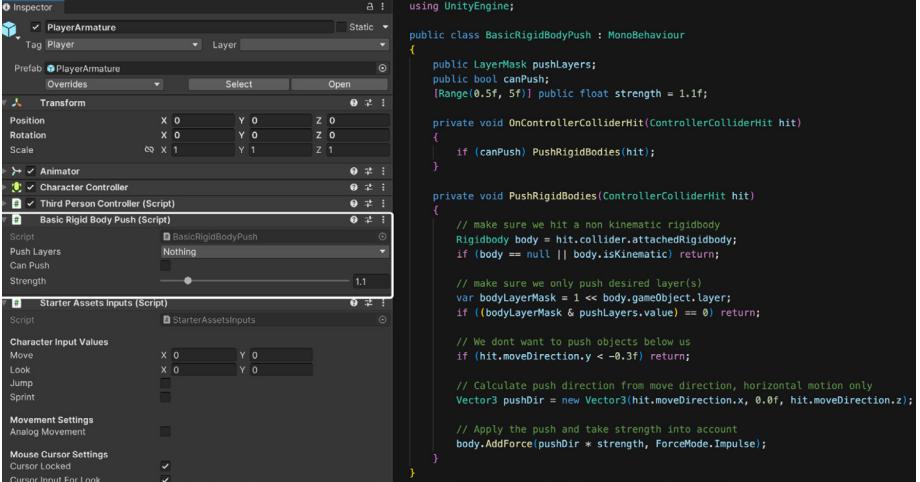 Inspector
PlayerArmature
Static
Tag Player
Layer
Prefab PlayerArmature
Overrides Select Open
Transform
Position X 0 Y 0 Z 0
Rotation X 0 Y 0 Z 0
Scale X 1 Y 1 Z 1
Animator
Character Controller
Third Person Controller (Script)
Basic Rigid Body Push (Script)
Script BasicRigidBodyPush
Push Layers Nothing
Can Push
Strength 1.1
Starter Assets Inputs (Script)
Script StarterAssetsInputs
Character Input Values
Move X 0 Y 0
Look X 0 Y 0
Jump
Sprint
Movement Settings
Analog Movement
Mouse Cursor Settings
Cursor Locked
Cursor Input For Look
using UnityEngine;
public class BasicRigidBodyPush : MonoBehaviour
{
public LayerMask pushLayers;
public bool canPush;
[Range(0.5f, 5f)] public float strength = 1.1f;
private void OnControllerColliderHit(ControllerColliderHit hit)
{
if (canPush) PushRigidBodies(hit);
}
private void PushRigidBodies(ControllerColliderHit hit)
{
// make sure we hit a non kinematic rigidbody
Rigidbody body = hit.collider.attachedRigidbody;
if (body == null || body.isKinematic) return;
// make sure we only push desired layer(s)
var bodyLayerMask = 1 << body.gameObject.layer;
if ((bodyLayerMask & pushLayers.value) == 0) return;
// We dont want to push objects below us
if (hit.moveDirection.y < -0.3f) return;
// Calculate push direction from move direction, horizontal motion only
Vector3 pushDir = new Vector3(hit.moveDirection.x, 0.0f, hit.moveDirection.z);
// Apply the push and take strength into account
body.AddForce(pushDir * strength, ForceMode.Impulse);
}
}